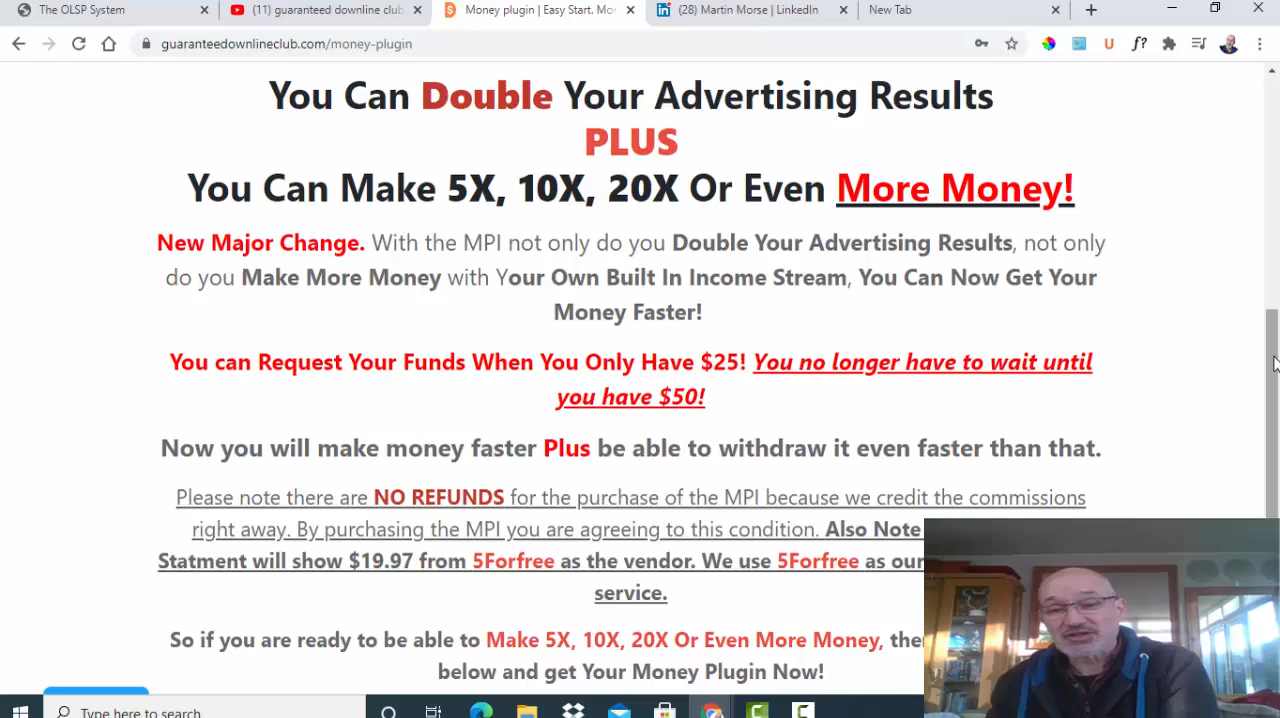 The OLSP System
(11) guaranteed downline club
Money plugin | Easy Start. Mo
(28) Martin Morse | LinkedIn
New Tab
guaranteedownlineclub.com/money-plugin
You Can Double Your Advertising Results
PLUS
You Can Make 5X, 10X, 20X Or Even More Money!
New Major Change. With the MPI not only do you Double Your Advertising Results, not only
do you Make More Money with Your Own Built In Income Stream, You Can Now Get Your
Money Faster!
You can Request Your Funds When You Only Have $25! You no longer have to wait until
you have $50!
Now you will make money faster Plus be able to withdraw it even faster than that.
Please note there are NO REFUNDS for the purchase of the MPI because we credit the commissions
right away. By purchasing the MPI you are agreeing to this condition. Also Note
Statment will show $19.97 from 5Forfree as the vendor. We use 5Forfree as our
service.
So if you are ready to be able to Make 5X, 10X, 20X Or Even More Money, the
below and get Your Money Plugin Now!
Type here to search